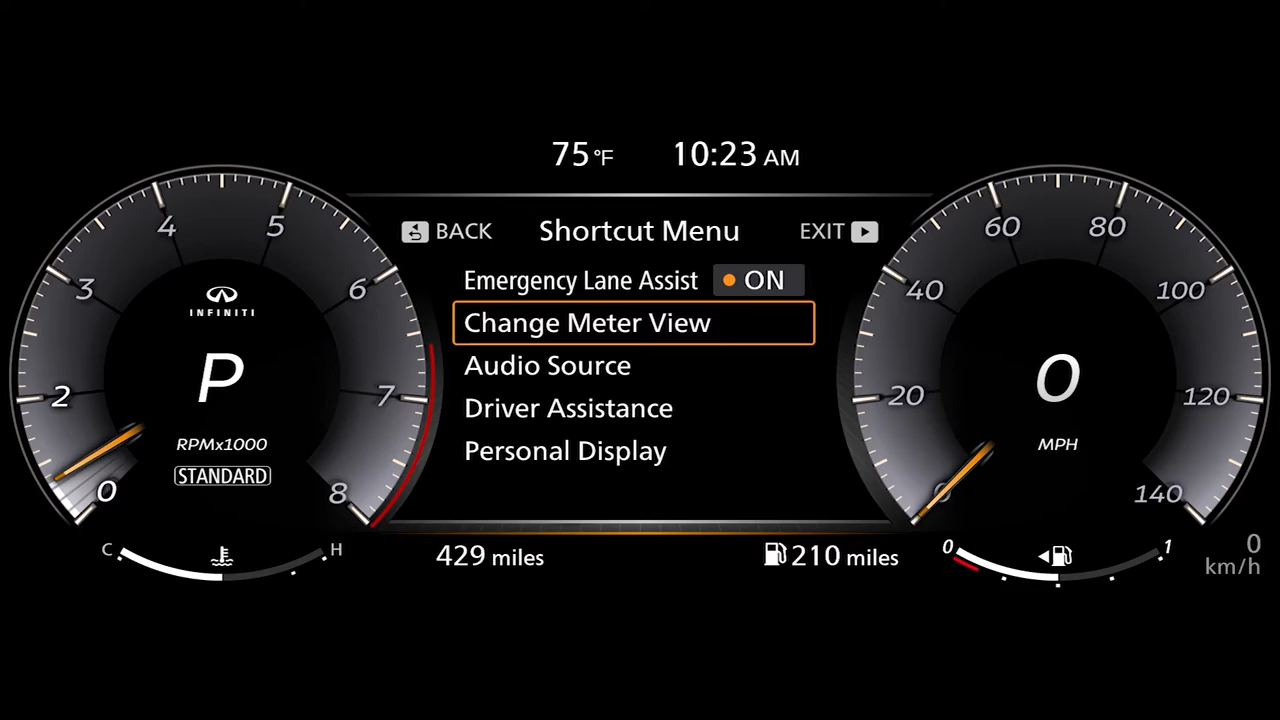 75 °F 10:23 AM
BACK Shortcut Menu EXIT
Emergency Lane Assist ON
Change Meter View
Audio Source
Driver Assistance
Personal Display
4 5
3 6
INFINITI
P
2 7
RPMx1000
STANDARD
0 8
60 80
40 100
0
20 120
MPH
0 140
C H
429 miles
210 miles
0 1
0
km/h